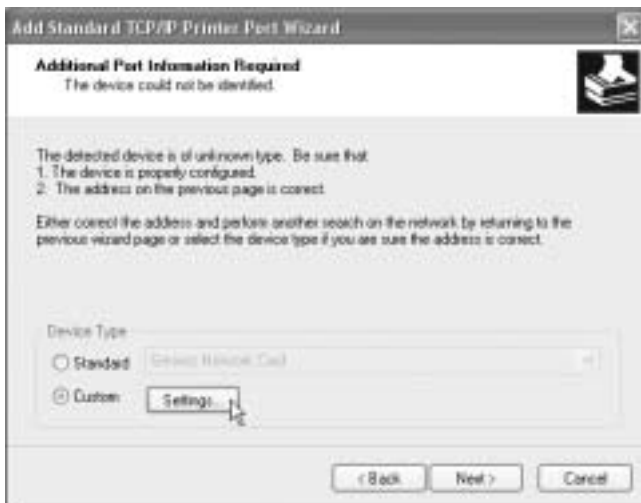 Add Standard TCP/IP Printer Port Wizard
Additional Port Information Required
The device could not be identified.
The detected device is of unknown type. Be sure that:
1. The device is properly configured.
2. The address on the previous page is correct.
Either correct the address and perform another search on the network by returning to the
previous wizard page or select the device type if you are sure the address is correct.
Device Type
Standard
Generic Network Card
Custom
Settings...
< Back
Next >
Cancel